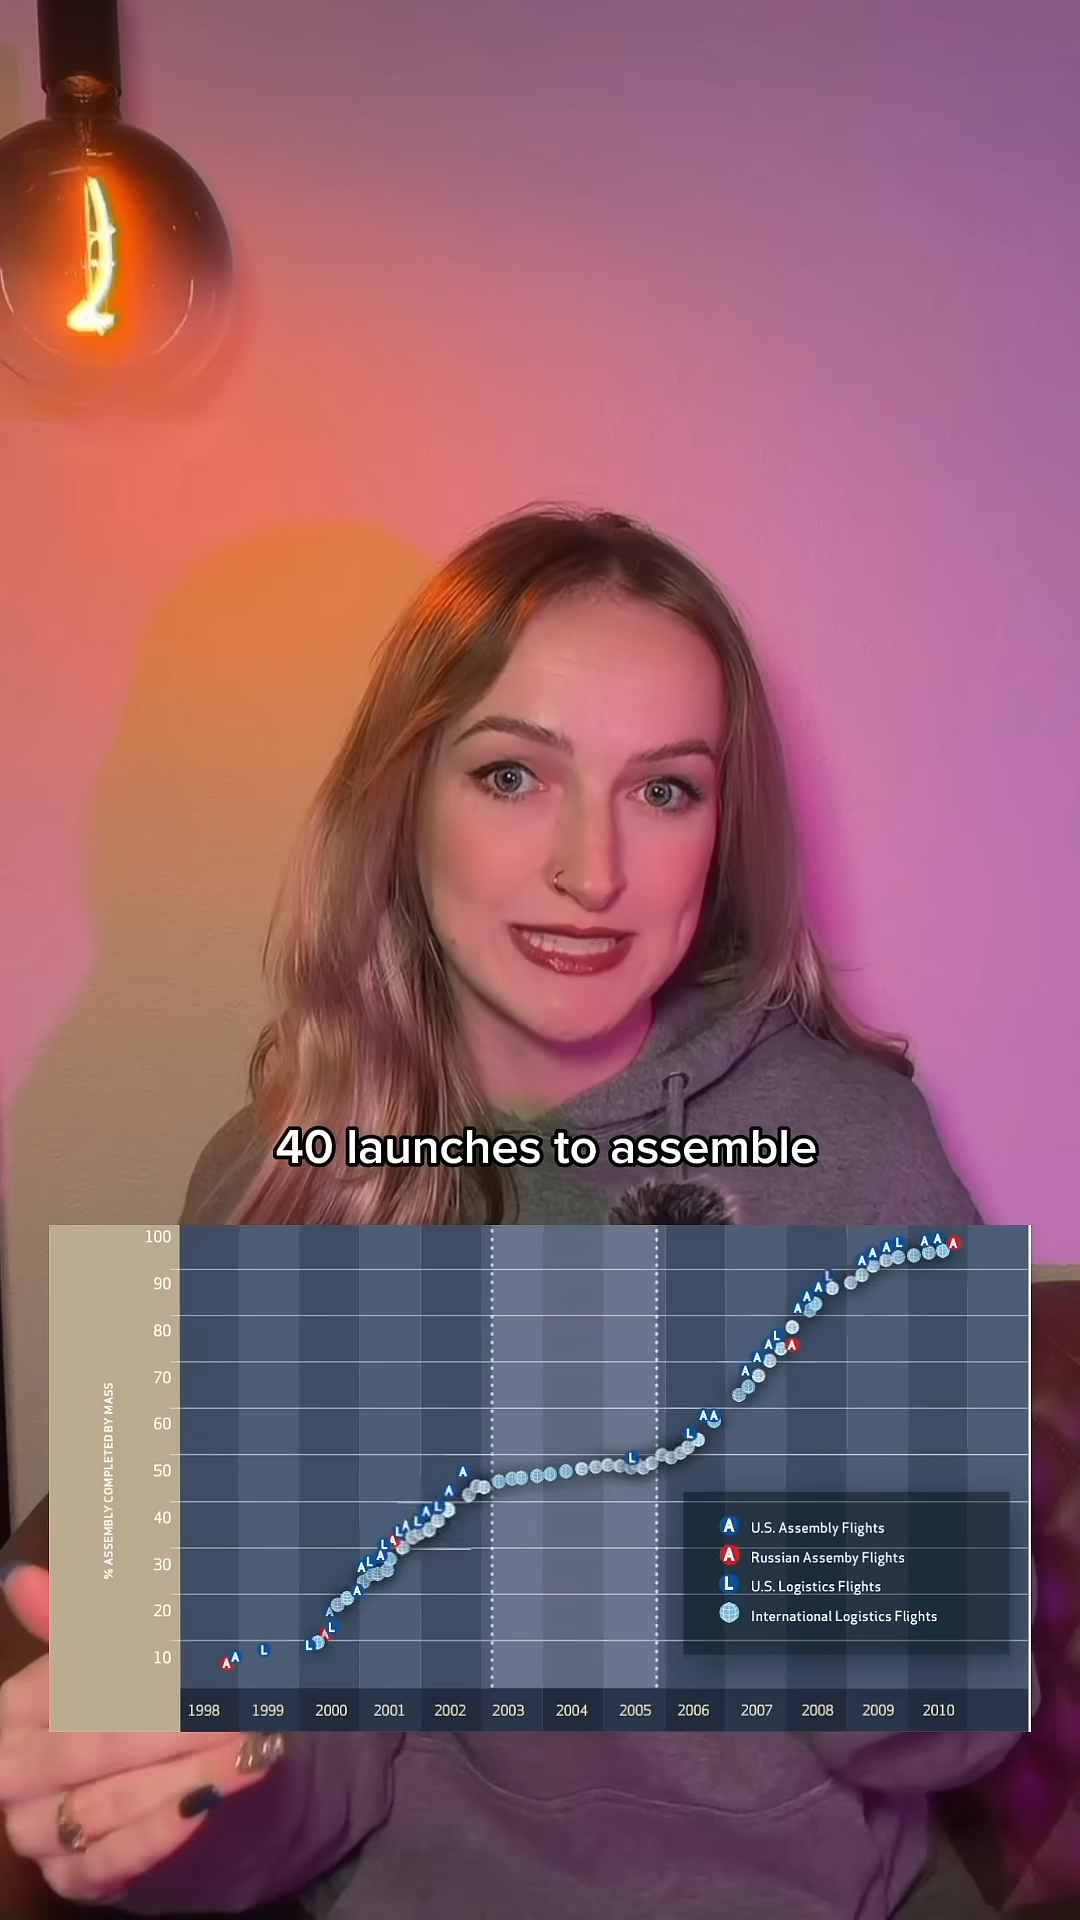 40 launches to assemble
100
90
80
70
60
50
40
30
20
10
% ASSEMBLY COMPLETED BY MASS
A U.S. Assembly Flights
A Russian Assemby Flights
L U.S. Logistics Flights
International Logistics Flights
1998 1999 2000 2001 2002 2003 2004 2005 2006 2007 2008 2009 2010